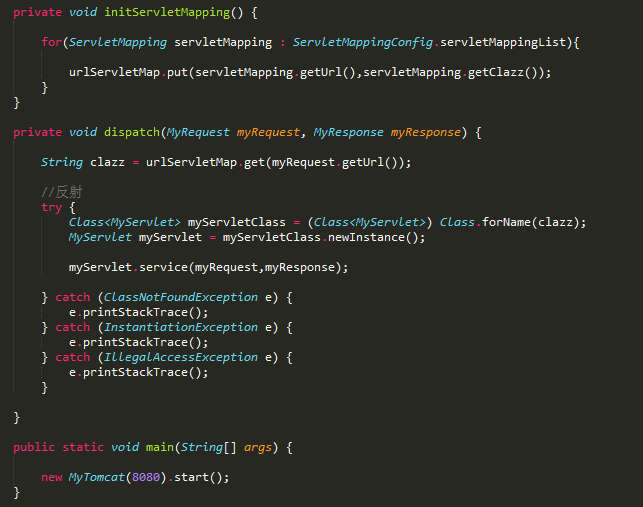 private void initServletMapping() {
for(ServletMapping servletMapping : ServletMappingConfig.servletMappingList){
urlServletMap.put(servletMapping.getUrl(),servletMapping.getClazz());
}
}
private void dispatch(MyRequest myRequest, MyResponse myResponse) {
String clazz = urlServletMap.get(myRequest.getUrl());
//反射
try {
Class<MyServlet> myServletClass = (Class<MyServlet>) Class.forName(clazz);
MyServlet myServlet = myServletClass.newInstance();
myServlet.service(myRequest,myResponse);
} catch (ClassNotFoundException e) {
e.printStackTrace();
} catch (InstantiationException e) {
e.printStackTrace();
} catch (IllegalAccessException e) {
e.printStackTrace();
}
}
public static void main(String[] args) {
new MyTomcat(8080).start();
}